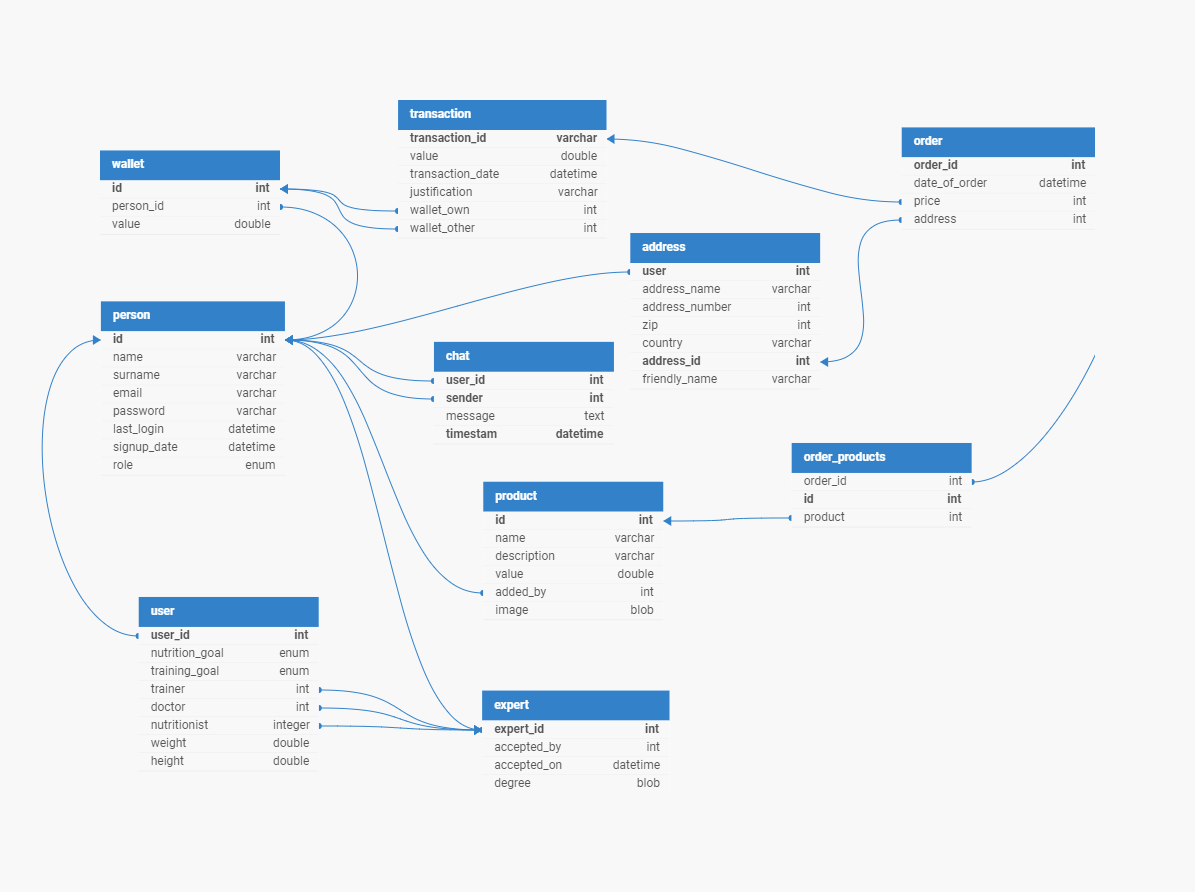 transaction
transaction_id varchar
value double
transaction_date datetime
justification varchar
wallet_own int
wallet_other int
order
order_id int
date_of_order datetime
price int
address int
wallet
id int
person_id int
value double
address
user int
address_name varchar
address_number int
zip int
country varchar
address_id int
friendly_name varchar
person
id int
name varchar
surname varchar
email varchar
password varchar
last_login datetime
signup_date datetime
role enum
chat
user_id int
sender int
message text
timestam datetime
order_products
order_id int
id int
product int
product
id int
name varchar
description varchar
value double
added_by int
image blob
user
user_id int
nutrition_goal enum
training_goal enum
trainer int
doctor int
nutritionist integer
weight double
height double
expert
expert_id int
accepted_by int
accepted_on datetime
degree blob